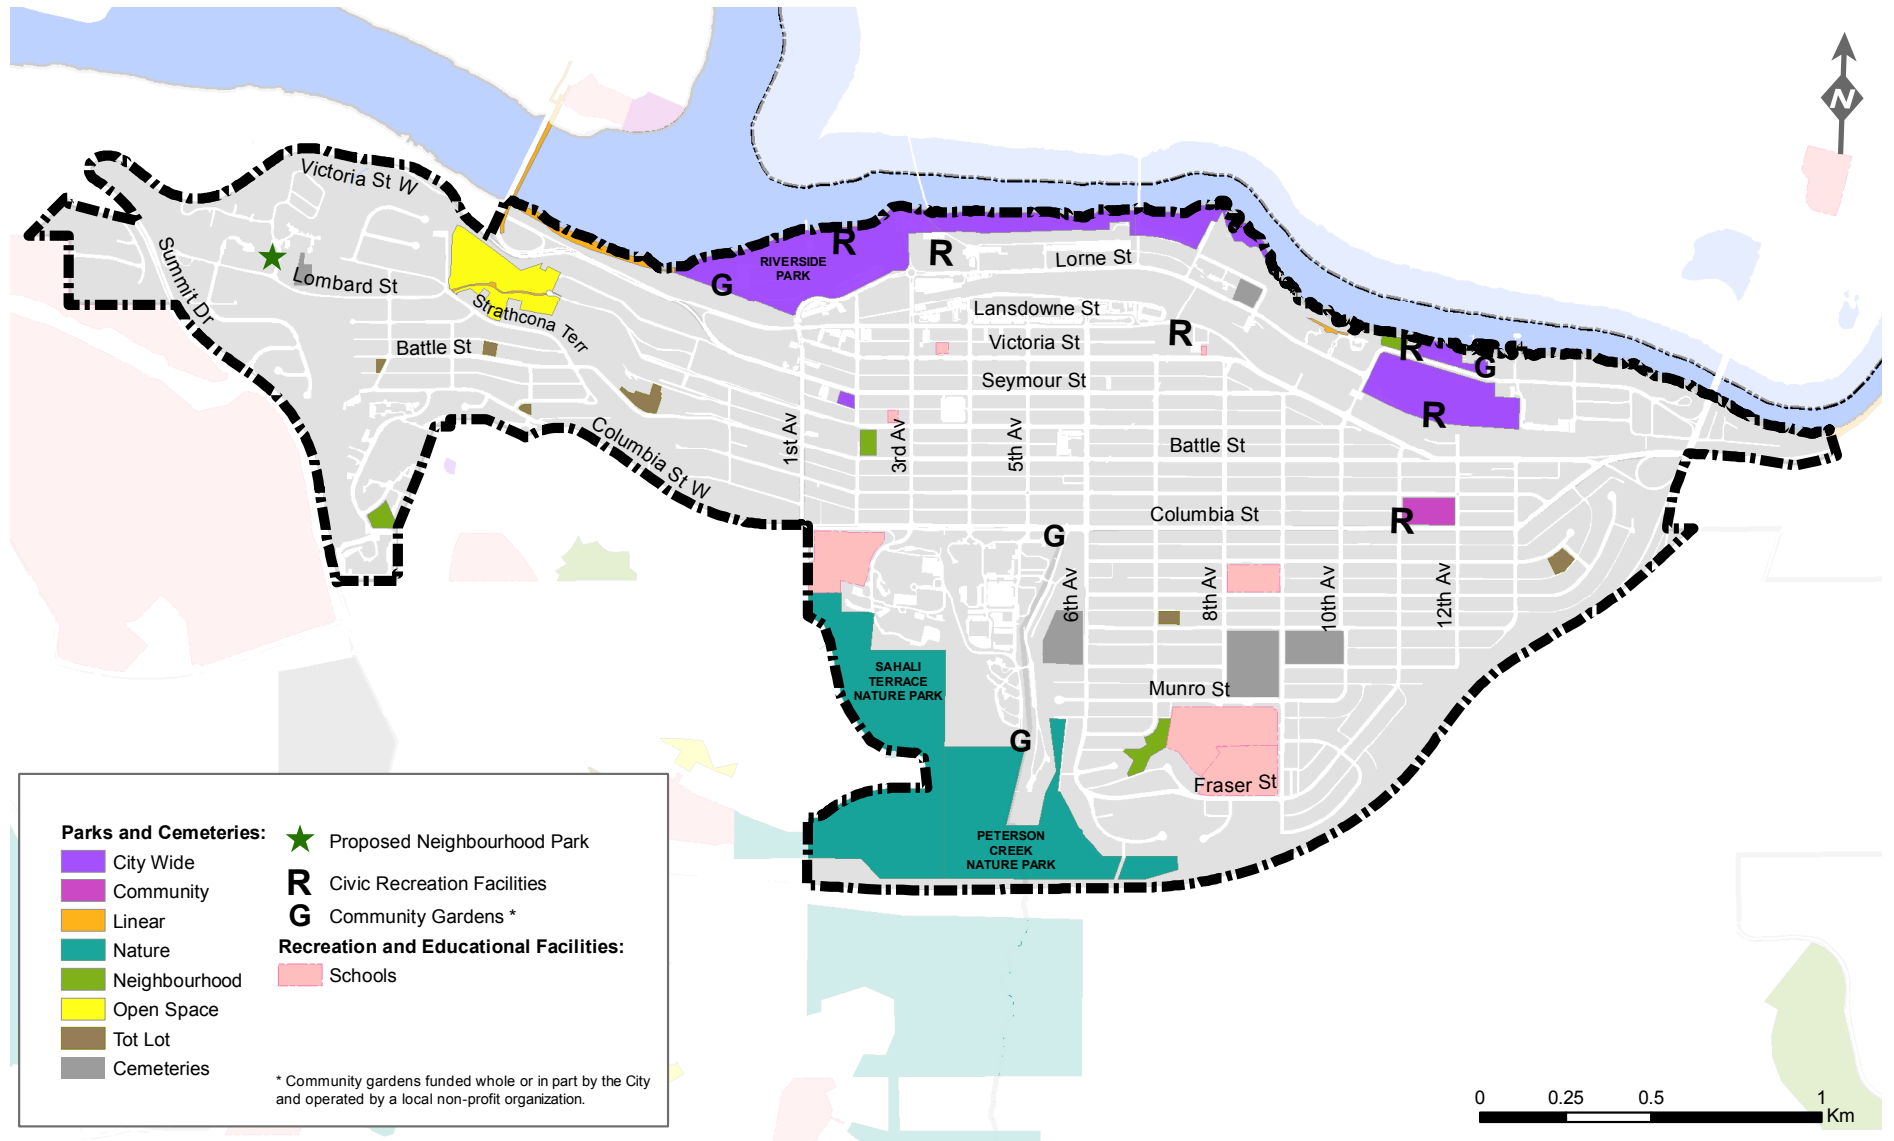 N
Victoria St W
Summit Dr
Lombard St
Strathcona Terr
Battle St
Columbia St W
RIVERSIDE
PARK
R
R
G
Lorne St
Lansdowne St
Victoria St
Seymour St
R
R
G
R
1st Av
3rd Av
5th Av
Battle St
Columbia St
R
G
6th Av
8th Av
10th Av
12th Av
SAHALI
TERRACE
NATURE PARK
Munro St
G
Fraser St
PETERSON
CREEK
NATURE PARK
Parks and Cemeteries:
City Wide
Community
Linear
Nature
Neighbourhood
Open Space
Tot Lot
Cemeteries
Proposed Neighbourhood Park
R Civic Recreation Facilities
G Community Gardens *
Recreation and Educational Facilities:
Schools
* Community gardens funded whole or in part by the City
and operated by a local non-profit organization.
0 0.25 0.5 1
Km